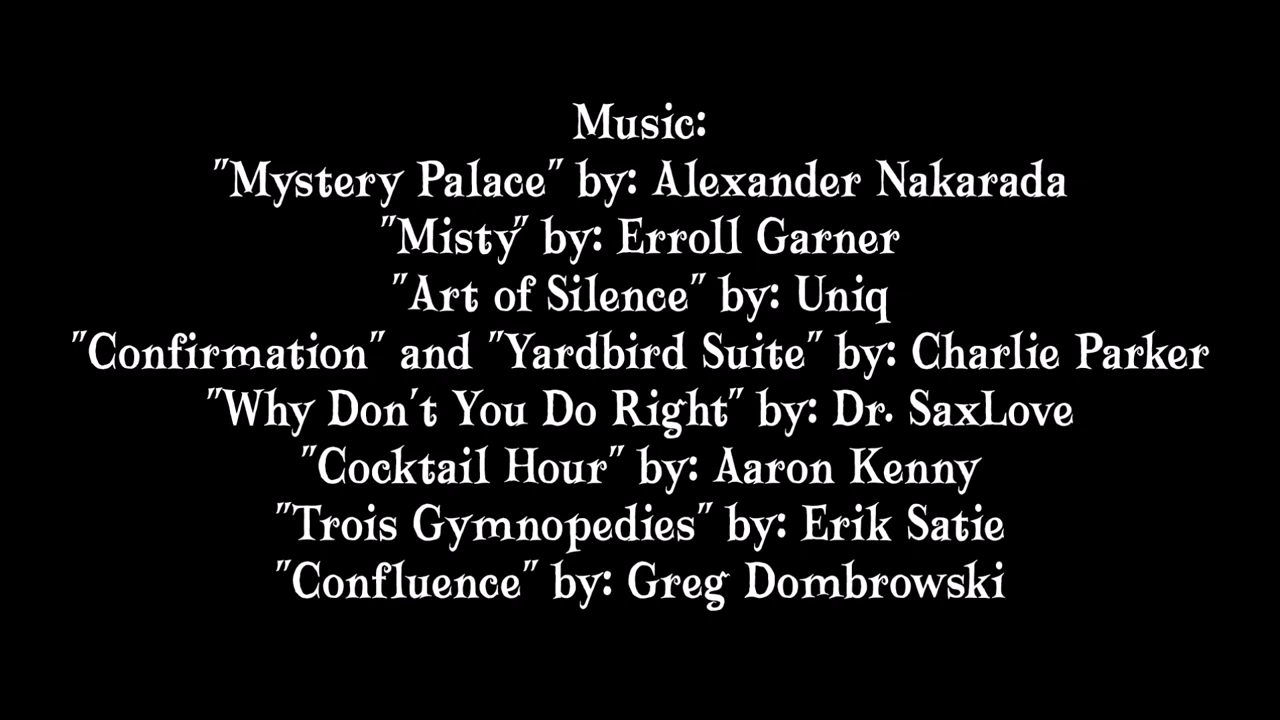 Music:
"Mystery Palace" by: Alexander Nakarada
"Misty" by: Erroll Garner
"Art of Silence" by: Uniq
"Confirmation" and "Yardbird Suite" by: Charlie Parker
"Why Don't You Do Right" by: Dr. SaxLove
"Cocktail Hour" by: Aaron Kenny
"Trois Gymnopedies" by: Erik Satie
"Confluence" by: Greg Dombrowski